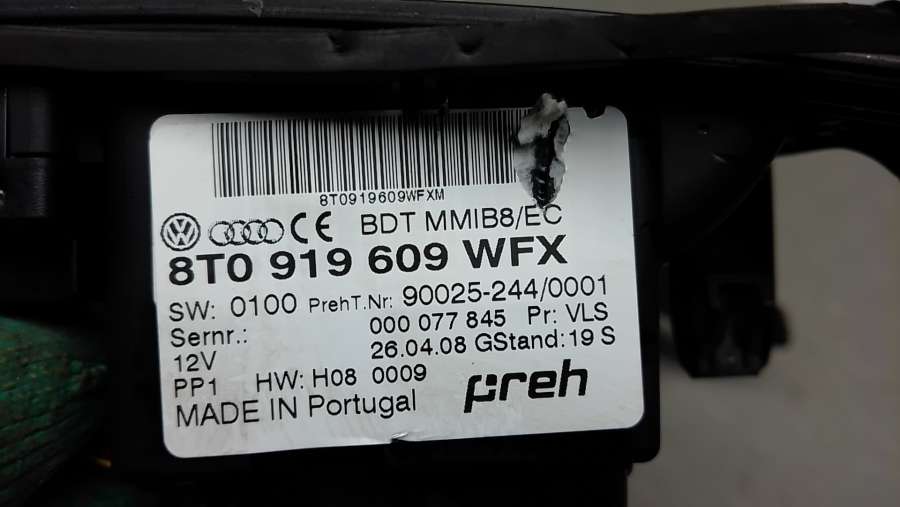 8T0919609WFXM
CE BDT MMIB8/EC
8T0 919 609 WFX
SW: 0100 PrehT.Nr: 90025-244/0001
Sernr.: 000 077 845 Pr: VLS
12V 26.04.08 GStand: 19 S
PP1 HW: H08 0009
MADE IN Portugal preh